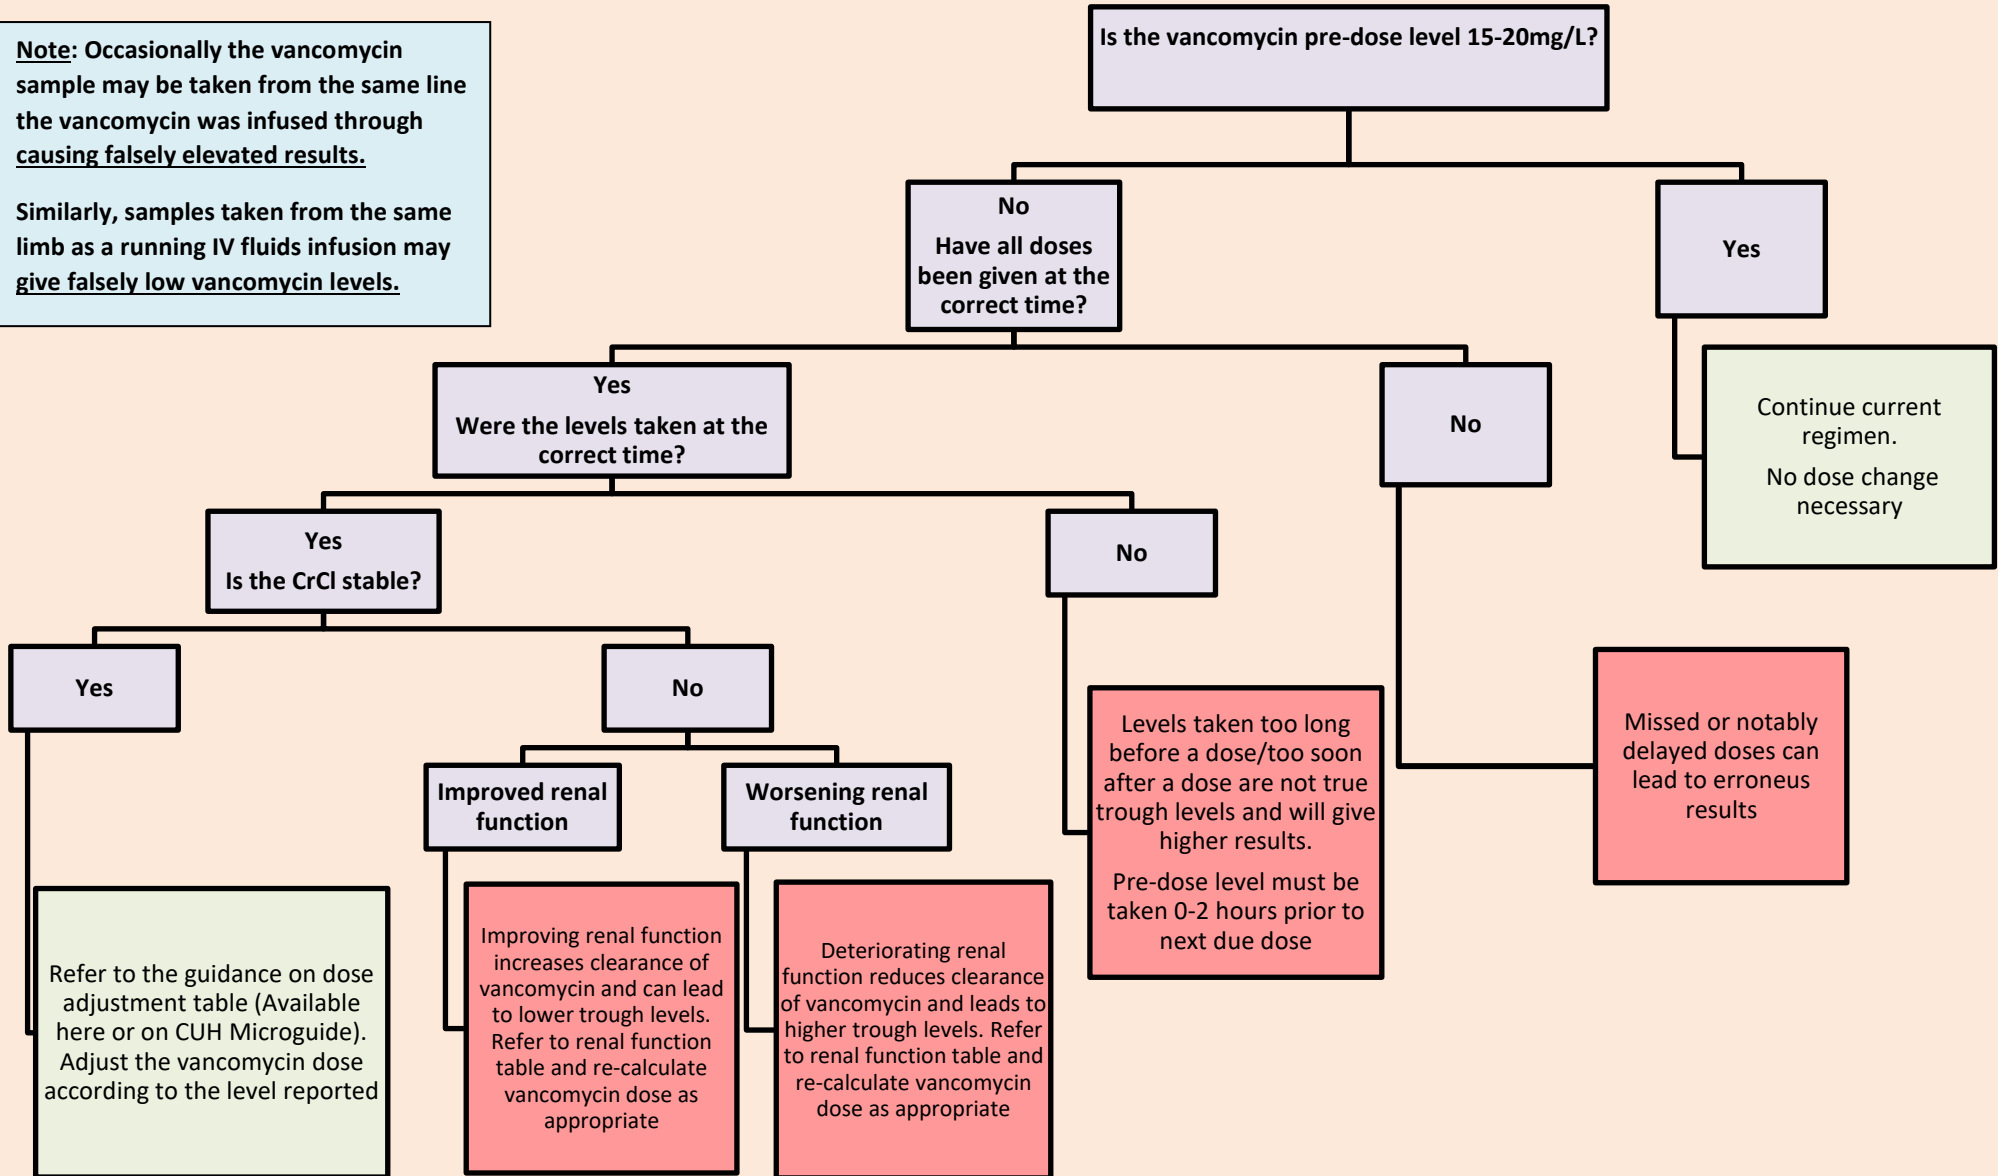 Note: Occasionally the vancomycin
sample may be taken from the same line
the vancomycin was infused through
causing falsely elevated results.
Similarly, samples taken from the same
limb as a running IV fluids infusion may
give falsely low vancomycin levels.
Is the vancomycin pre-dose level 15-20mg/L?
No
Have all doses
been given at the
correct time?
Yes
Yes
Were the levels taken at the
correct time?
No
Continue current
regimen.
No dose change
necessary
Yes
Is the CrCl stable?
No
Yes
No
Improved renal
function
Worsening renal
function
Levels taken too long
before a dose/too soon
after a dose are not true
trough levels and will give
higher results.
Pre-dose level must be
taken 0-2 hours prior to
next due dose
Missed or notably
delayed doses can
lead to erroneus
results
Refer to the guidance on dose
adjustment table (Available
here or on CUH Microguide).
Adjust the vancomycin dose
according to the level reported
Improving renal function
increases clearance of
vancomycin and can lead
to lower trough levels.
Refer to renal function
table and re-calculate
vancomycin dose as
appropriate
Deteriorating renal
function reduces clearance
of vancomycin and leads to
higher trough levels. Refer
to renal function table and
re-calculate vancomycin
dose as appropriate